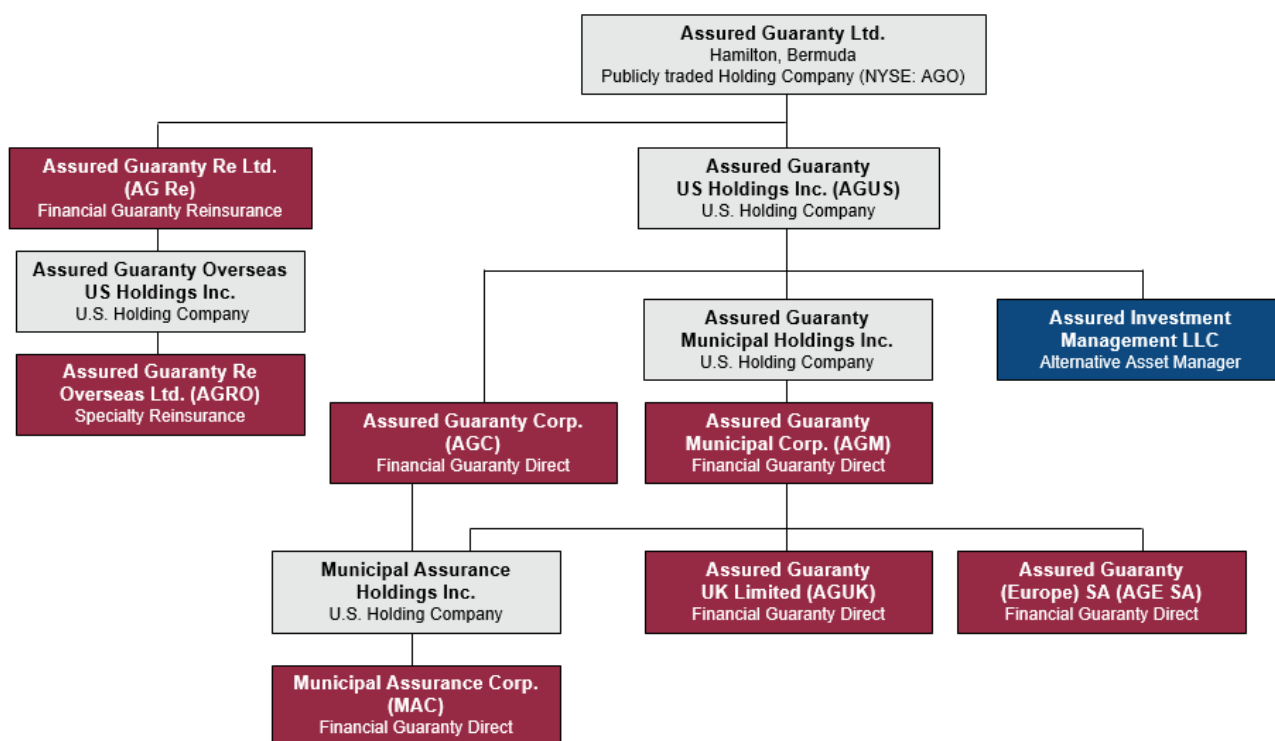 Assured Guaranty Ltd.
Hamilton, Bermuda
Publicly traded Holding Company (NYSE: AGO)
Assured Guaranty Re Ltd.
(AG Re)
Financial Guaranty Reinsurance
Assured Guaranty
US Holdings Inc. (AGUS)
U.S. Holding Company
Assured Guaranty Overseas
US Holdings Inc.
U.S. Holding Company
Assured Guaranty
Municipal Holdings Inc.
U.S. Holding Company
Assured Investment
Management LLC
Alternative Asset Manager
Assured Guaranty Re
Overseas Ltd. (AGRO)
Specialty Reinsurance
Assured Guaranty Corp.
(AGC)
Financial Guaranty Direct
Assured Guaranty
Municipal Corp. (AGM)
Financial Guaranty Direct
Municipal Assurance
Holdings Inc.
U.S. Holding Company
Assured Guaranty
UK Limited (AGUK)
Financial Guaranty Direct
Assured Guaranty
(Europe) SA (AGE SA)
Financial Guaranty Direct
Municipal Assurance Corp.
(MAC)
Financial Guaranty Direct